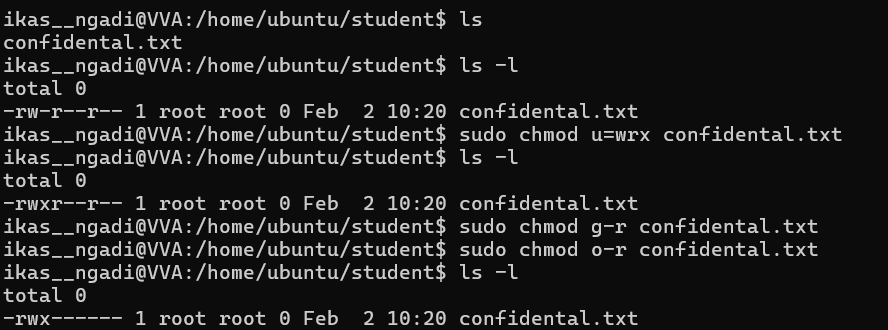 ikas__ngadi@VVA:/home/ubuntu/student$ ls
confidental.txt
ikas__ngadi@VVA:/home/ubuntu/student$ ls -l
total 0
-rw-r--r-- 1 root root 0 Feb  2 10:20 confidental.txt
ikas__ngadi@VVA:/home/ubuntu/student$ sudo chmod u=wrx confidental.txt
ikas__ngadi@VVA:/home/ubuntu/student$ ls -l
total 0
-rwxr--r-- 1 root root 0 Feb  2 10:20 confidental.txt
ikas__ngadi@VVA:/home/ubuntu/student$ sudo chmod g-r confidental.txt
ikas__ngadi@VVA:/home/ubuntu/student$ sudo chmod o-r confidental.txt
ikas__ngadi@VVA:/home/ubuntu/student$ ls -l
total 0
-rwx------ 1 root root 0 Feb  2 10:20 confidental.txt